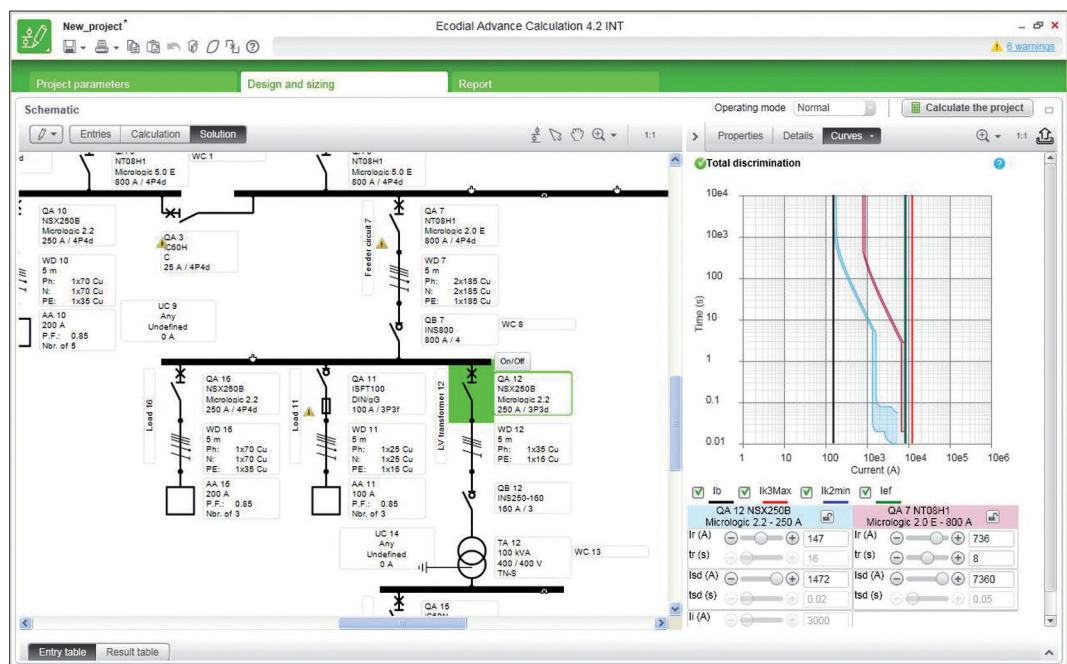 New_project*
Ecodial Advance Calculation 4.2 INT
6 warnings
Project parameters
Design and sizing
Report
Schematic
Operating mode
Normal
Calculate the project
Entries
Calculation
Solution
1:1
Properties
Details
Curves
1:1
NT08H1
Micrologic 5.0 E
800 A / 4P4d
WC 1
NT08H1
Micrologic 5.0 E
800 A / 4P4d
QA 10
NSX250B
Micrologic 2.2
250 A / 4P4d
WD 10
5 m
Ph: 1x70 Cu
N: 1x70 Cu
PE: 1x35 Cu
AA 10
200 A
P.F.: 0.85
Nbr. of 5
QA 3
iC60H
C
25 A / 4P4d
UC 9
Any
Undefined
0 A
Feeder circuit 7
QA 7
NT08H1
Micrologic 2.0 E
800 A / 4P4d
WD 7
5 m
Ph: 2x185 Cu
N: 2x185 Cu
PE: 1x185 Cu
QB 7
INS800
800 A / 4
WC 8
On/Off
Load 16
QA 16
NSX250B
Micrologic 2.2
250 A / 4P4d
WD 16
5 m
Ph: 1x70 Cu
N: 1x70 Cu
PE: 1x35 Cu
AA 16
200 A
P.F.: 0.85
Nbr. of 3
Load 11
QA 11
ISFT100
DIN/gG
100 A / 3P3f
WD 11
5 m
Ph: 1x25 Cu
N: 1x25 Cu
PE: 1x16 Cu
AA 11
100 A
P.F.: 0.85
Nbr. of 3
LV transformer 12
QA 12
NSX250B
Micrologic 2.2
250 A / 3P3d
WD 12
5 m
Ph: 1x35 Cu
PE: 1x16 Cu
QB 12
INS250-160
160 A / 3
UC 14
Any
Undefined
0 A
TA 12
100 kVA
400 / 400 V
TN-S
WC 13
QA 15
Total discrimination
Time (s)
10e4
10e3
100
10
1
0.1
0.01
1 10 100 10e3 10e4 10e5 10e6
Current (A)
Ib Ik3Max Ik2min Ief
QA 12 NSX250B
Micrologic 2.2 - 250 A
QA 7 NT08H1
Micrologic 2.0 E - 800 A
Ir (A) 147
Ir (A) 736
tr (s) 16
tr (s) 8
Isd (A) 1472
Isd (A) 7360
tsd (s) 0.02
tsd (s) 0.05
Ii (A) 3000
Entry table
Result table